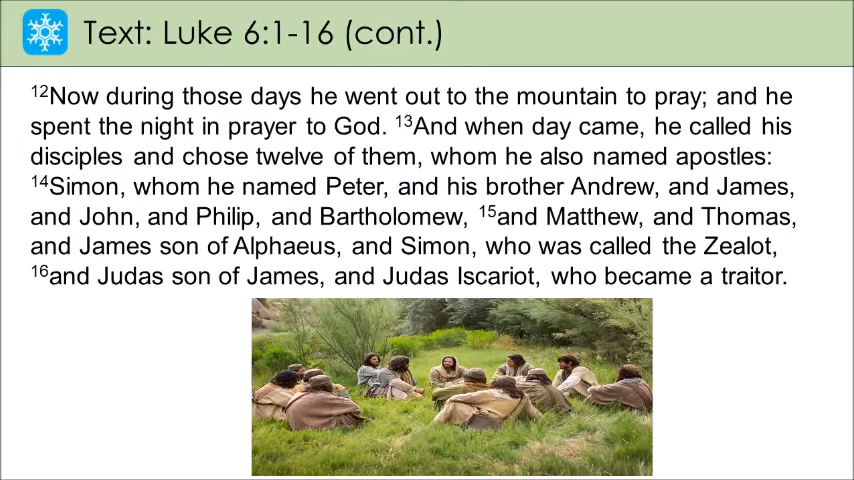 Text: Luke 6:1-16 (cont.)
12Now during those days he went out to the mountain to pray; and he
spent the night in prayer to God. 13And when day came, he called his
disciples and chose twelve of them, whom he also named apostles:
14Simon, whom he named Peter, and his brother Andrew, and James,
and John, and Philip, and Bartholomew, 15and Matthew, and Thomas,
and James son of Alphaeus, and Simon, who was called the Zealot,
16and Judas son of James, and Judas Iscariot, who became a traitor.